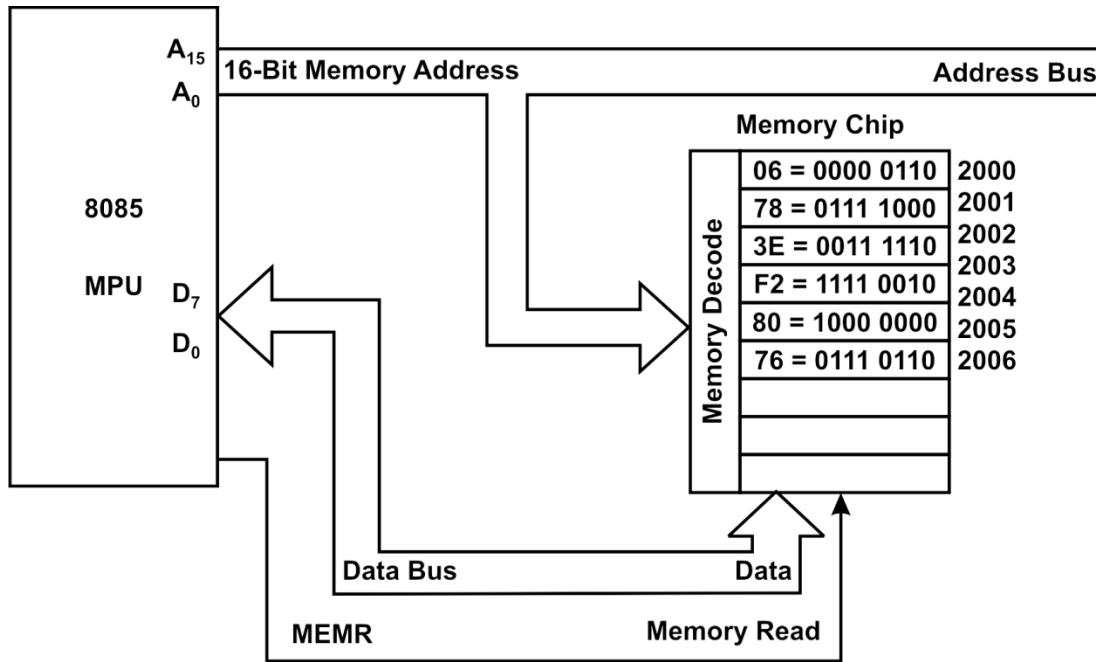 A15
16-Bit Memory Address
Address Bus
A0
Memory Chip
8085
MPU
D7
D0
Memory Decode
06 = 0000 0110 2000
78 = 0111 1000 2001
3E = 0011 1110 2002
2003
F2 = 1111 0010 2004
80 = 1000 0000 2005
76 = 0111 0110 2006
Data Bus
Data
MEMR
Memory Read